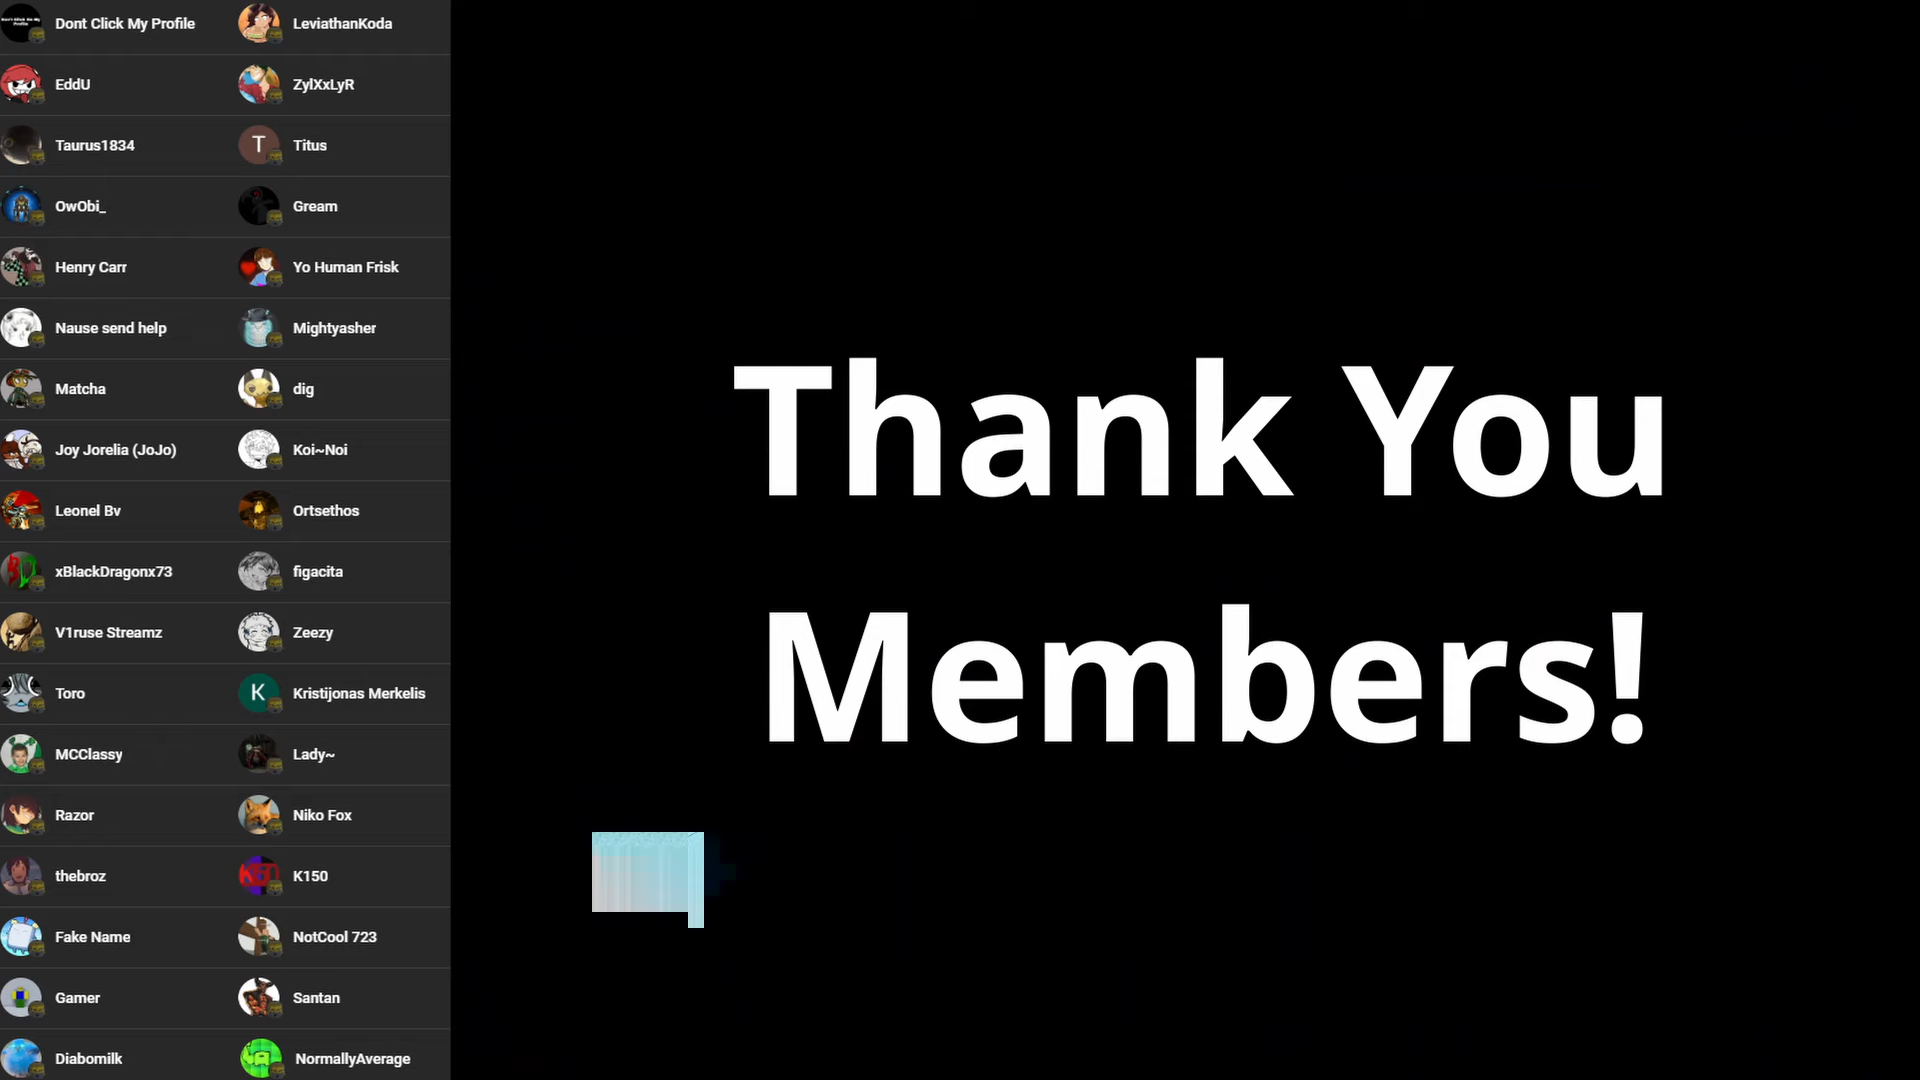 Dont Click My Profile
LeviathanKoda
EddU
ZylXxLyR
Taurus1834
T
Titus
OwObi_
Gream
Henry Carr
Yo Human Frisk
Nause send help
Mightyasher
Matcha
dig
Joy Jorelia (JoJo)
Koi~Noi
Leonel Bv
Ortsethos
xBlackDragonx73
figacita
V1ruse Streamz
Zeezy
Toro
K
Kristijonas Merkelis
MCClassy
Lady~
Razor
Niko Fox
thebroz
K150
K150
Fake Name
NotCool 723
Gamer
Santan
Diabomilk
NormallyAverage
Thank You
Members!